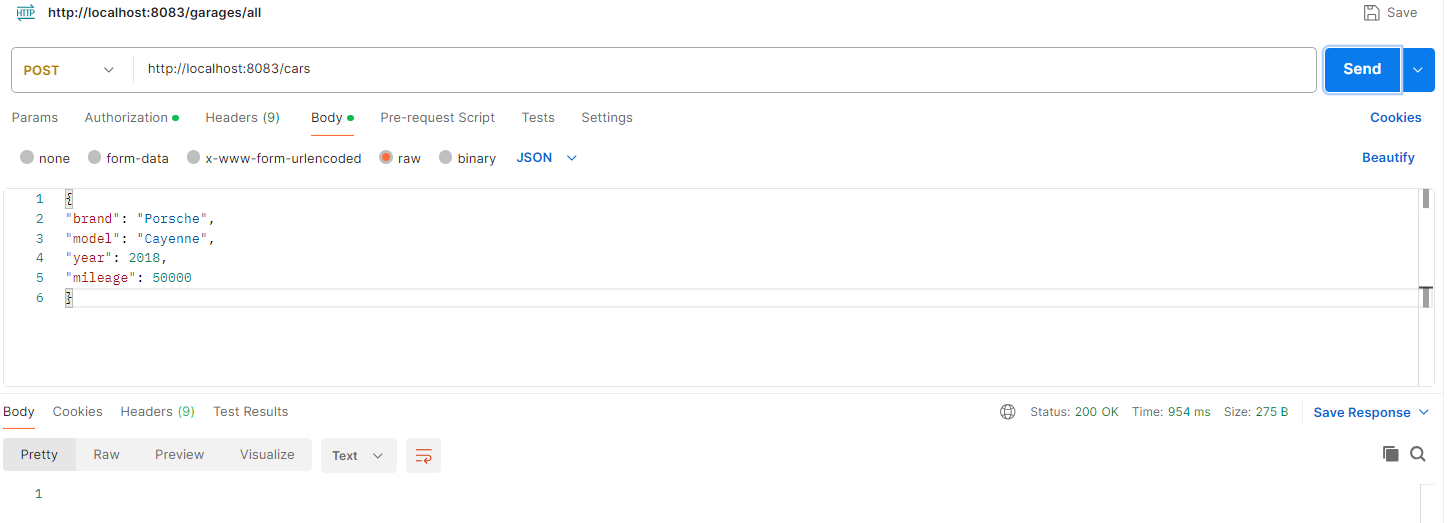 HTTP http://localhost:8083/garages/all Save
POST http://localhost:8083/cars Send
Params Authorization Headers (9) Body Pre-request Script Tests Settings Cookies
none form-data x-www-form-urlencoded raw binary JSON Beautify
1 {
2 "brand": "Porsche",
3 "model": "Cayenne",
4 "year": 2018,
5 "mileage": 50000
6 }
Body Cookies Headers (9) Test Results Status: 200 OK Time: 954 ms Size: 275 B Save Response
Pretty Raw Preview Visualize Text
1